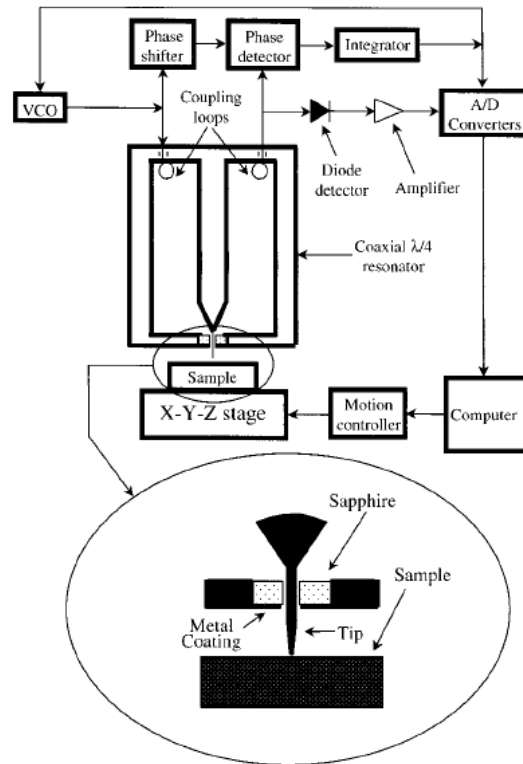 Phase
shifter
Phase
detector
Integrator
VCO
Coupling
loops
A/D
Converters
Diode
detector
Amplifier
Coaxial λ/4
resonator
Sample
X-Y-Z stage
Motion
controller
Computer
Sapphire
Sample
Metal
Coating
Tip